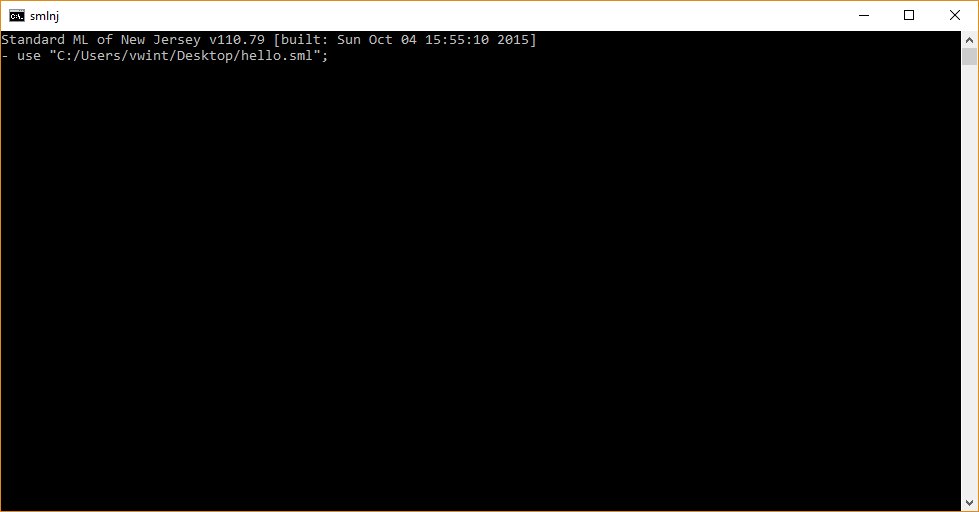 smlnj
Standard ML of New Jersey v110.79 [built: Sun Oct 04 15:55:10 2015]
- use "C:/Users/vwint/Desktop/hello.sml";